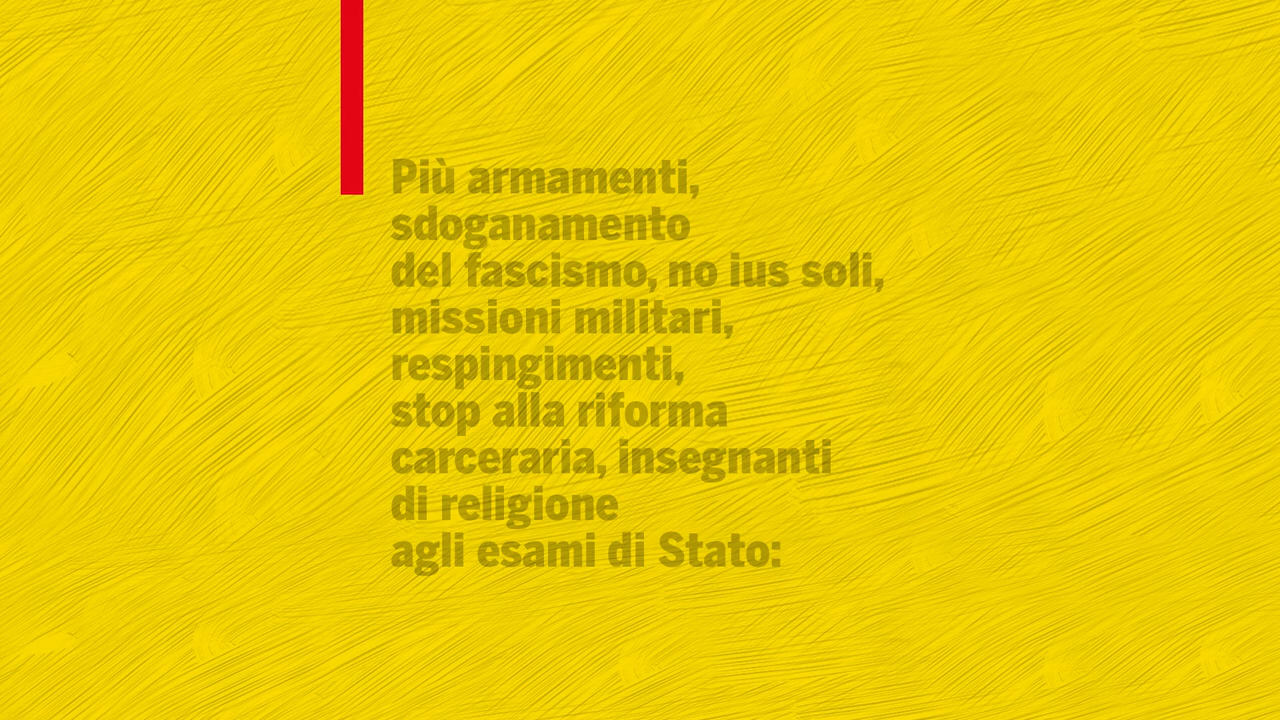 Più armamenti,
sdoganamento
del fascismo, no ius soli,
missioni militari,
respingimenti,
stop alla riforma
carceraria, insegnanti
di religione
agli esami di Stato: